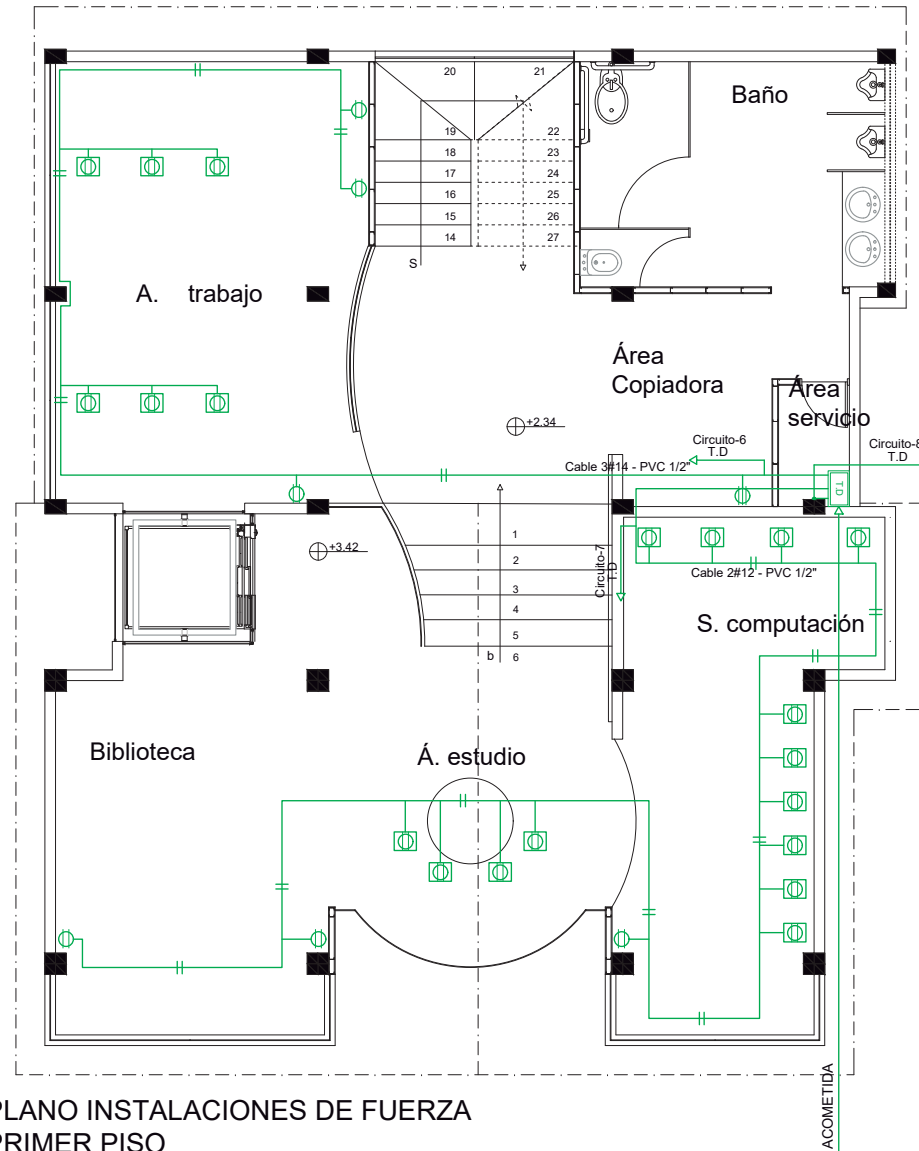 20
21
Baño
19
22
18
23
17
24
16
25
15
26
14
27
S
A. trabajo
Área
Copiadora
Área
servicio
+2.34
Circuito-6
T.D
Circuito-8
T.D
Cable 3#14 - PVC 1/2"
T.D
+3.42
1
2
3
4
5
b
6
Circuito-7
T.D
Cable 2#12 - PVC 1/2"
S. computación
Biblioteca
Á. estudio
ACOMETIDA
PLANO INSTALACIONES DE FUERZA
PRIMER PISO